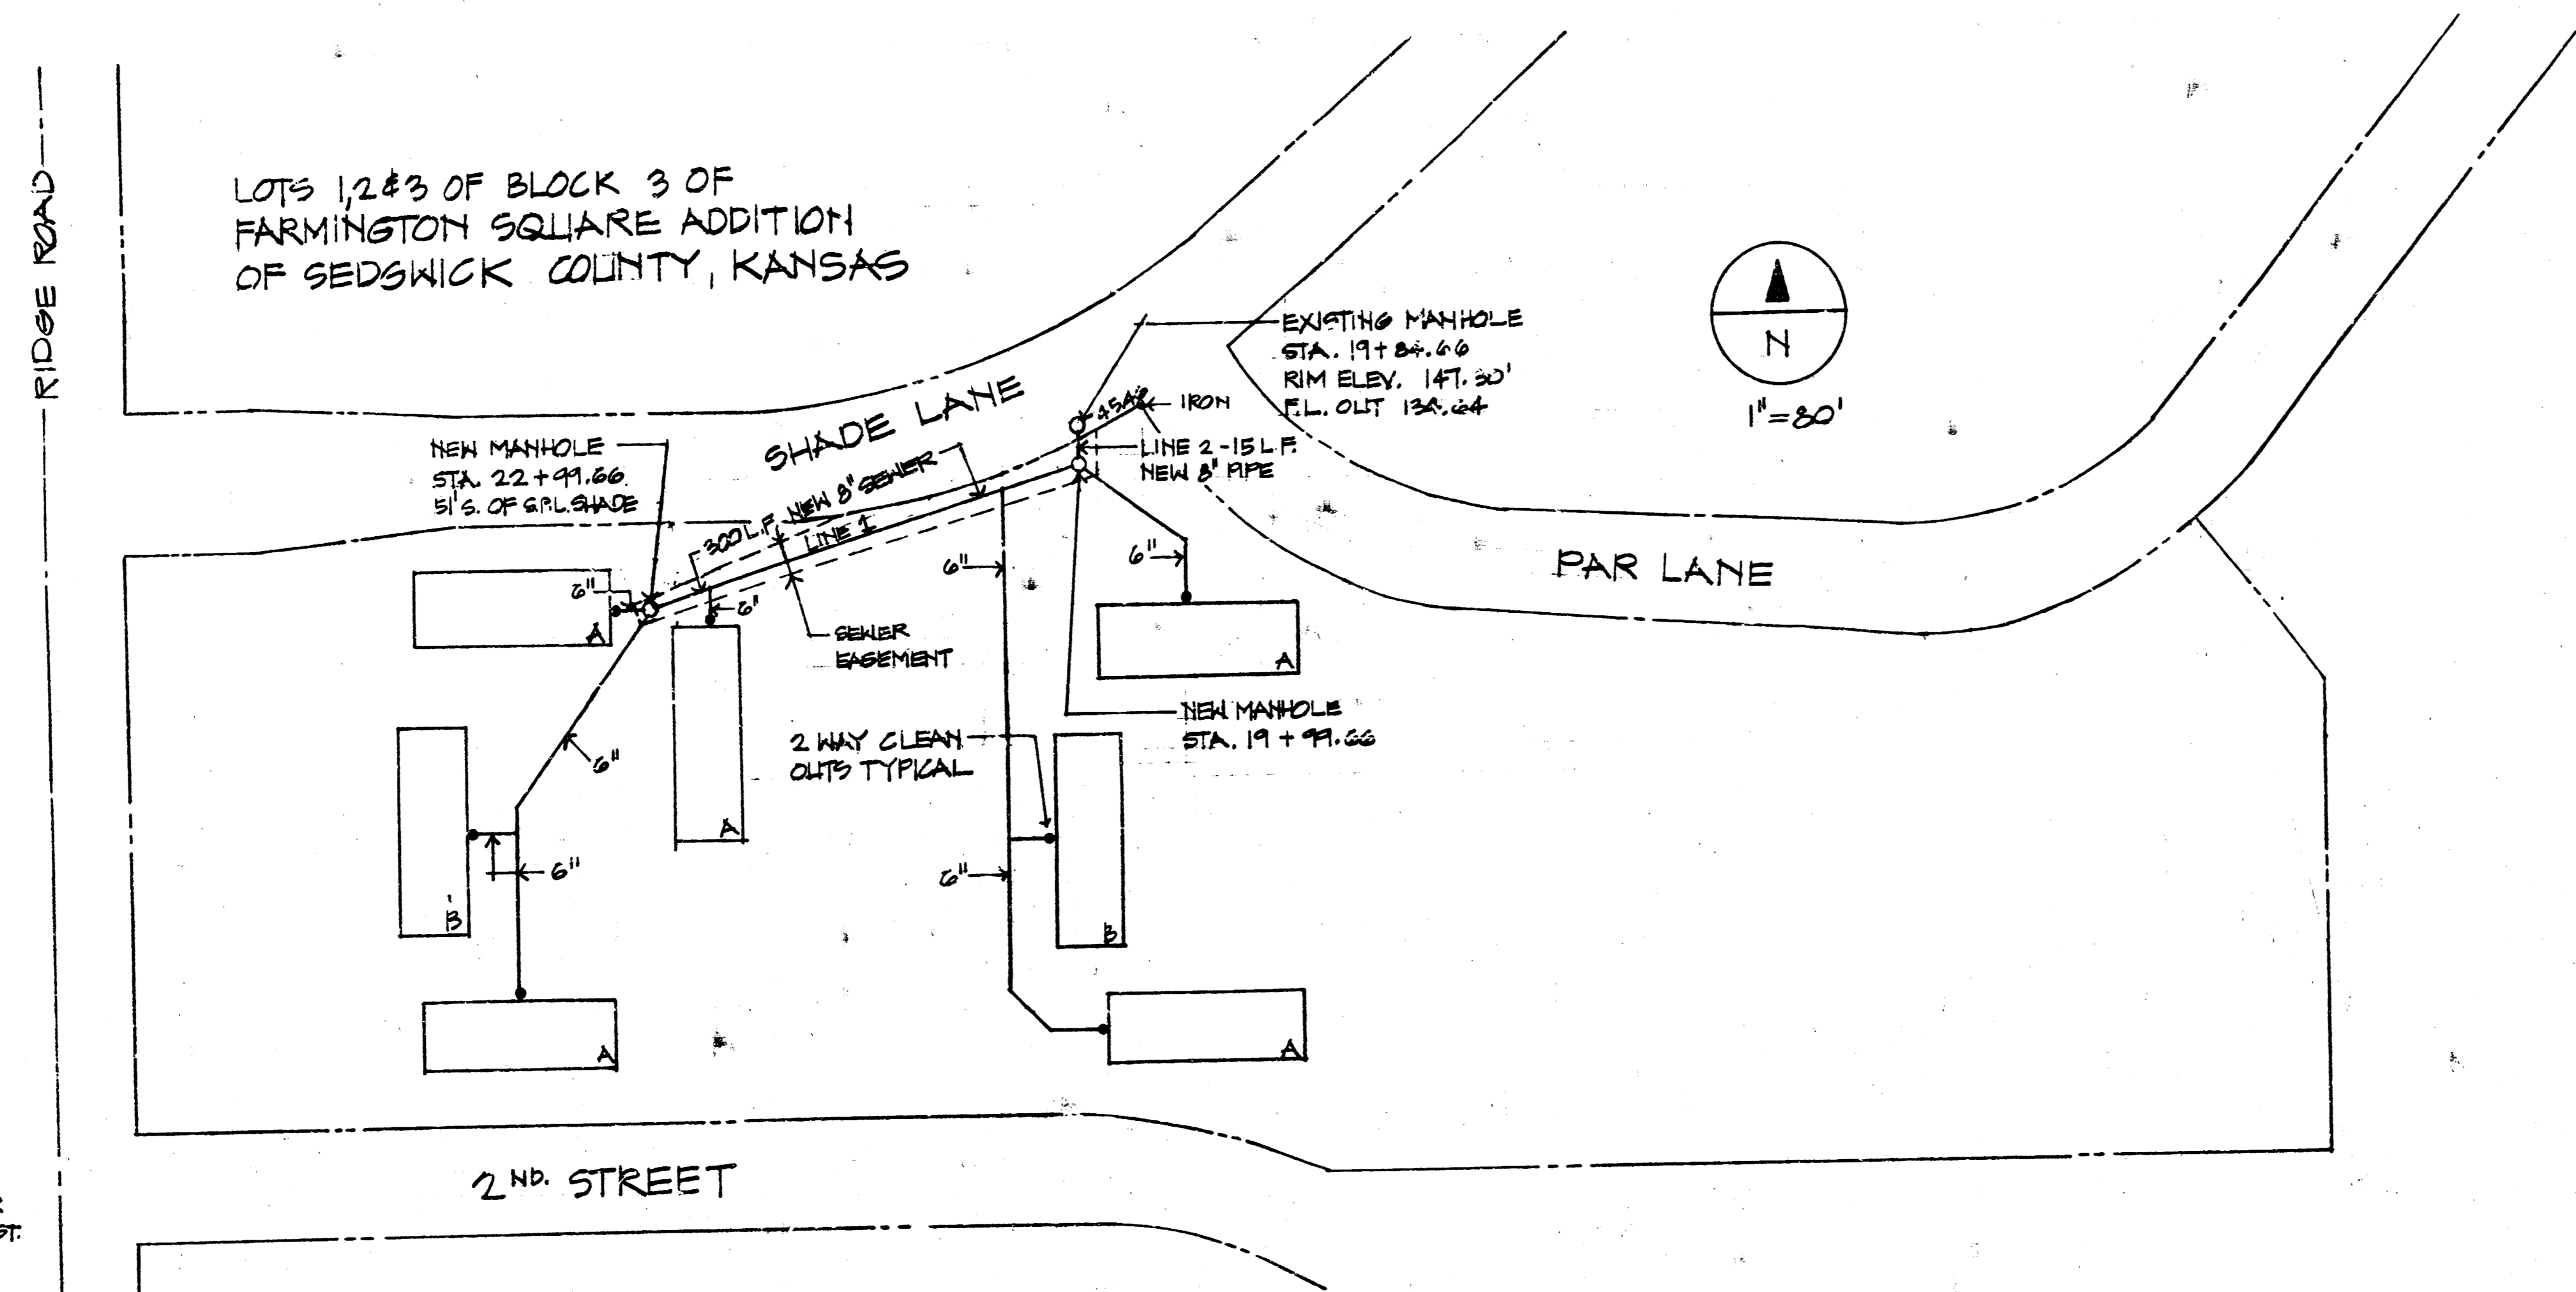 RIDGE ROAD
LOTS 1,2&3 OF BLOCK 3 OF
FARMINGTON SQUARE ADDITION
OF SEDSWICK COUNTY, KANSAS
EXISTING MANHOLE
STA. 19+84.66
RIM ELEV. 147.30'
F.L. OUT
IRON
N
1"=80'
SHADE LANE
NEW MANHOLE
STA. 22+99.66
51'S. OF S.P.L. SHADE
LINE 2-15 L.F.
NEW 8" PIPE
300 L.F. NEW 8" SEWER
LINE 1
6"
6"
6"
6"
PAR LANE
A
A
SEWER
EASEMENT
NEW MANHOLE
STA. 19+99.66
2 WAY CLEAN
OUTS TYPICAL
6"
A
6"
6"
B
B
A
A
2ND. STREET
ST.